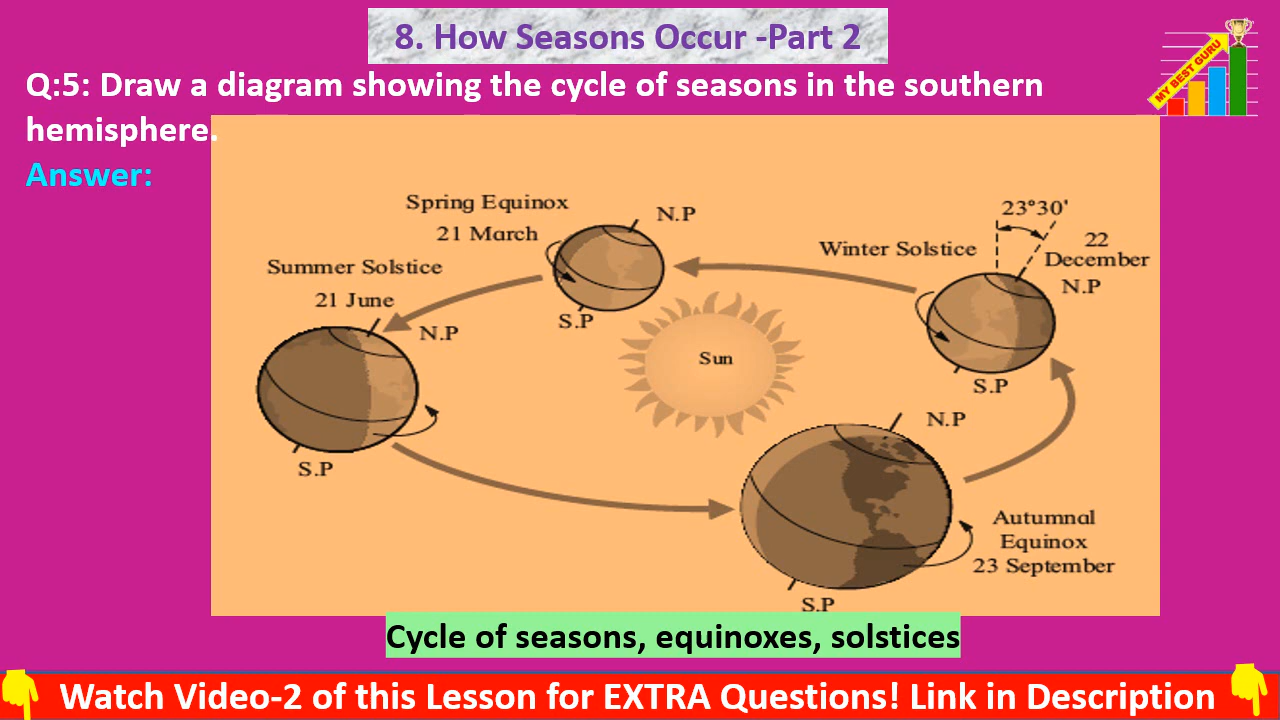 8. How Seasons Occur -Part 2
MY BEST GURU
Q:5: Draw a diagram showing the cycle of seasons in the southern
hemisphere.
Answer:
Spring Equinox
21 March
N.P
S.P
Summer Solstice
21 June
N.P
S.P
Sun
Winter Solstice
23°30'
22
December
N.P
S.P
N.P
Autumnal
Equinox
23 September
S.P
Cycle of seasons, equinoxes, solstices
Watch Video-2 of this Lesson for EXTRA Questions! Link in Description